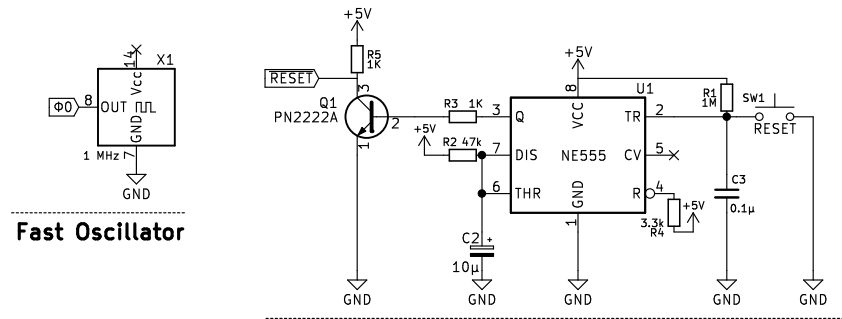 14
X1
Vcc
Φ0
8
OUT
GND
7
1 MHz
GND
Fast Oscillator
+5V
R5
1K
RESET
3
Q1
PN2222A
2
1
GND
R3 1K
+5V
R2 47k
C2
+
10μ
GND
+5V
8
U1
VCC
3
Q
TR
2
7
DIS
NE555
CV
5
6
THR
R
4
GND
1
GND
+5V
3.3k
R4
R1
1M
SW1
RESET
C3
0.1μ
GND
GND